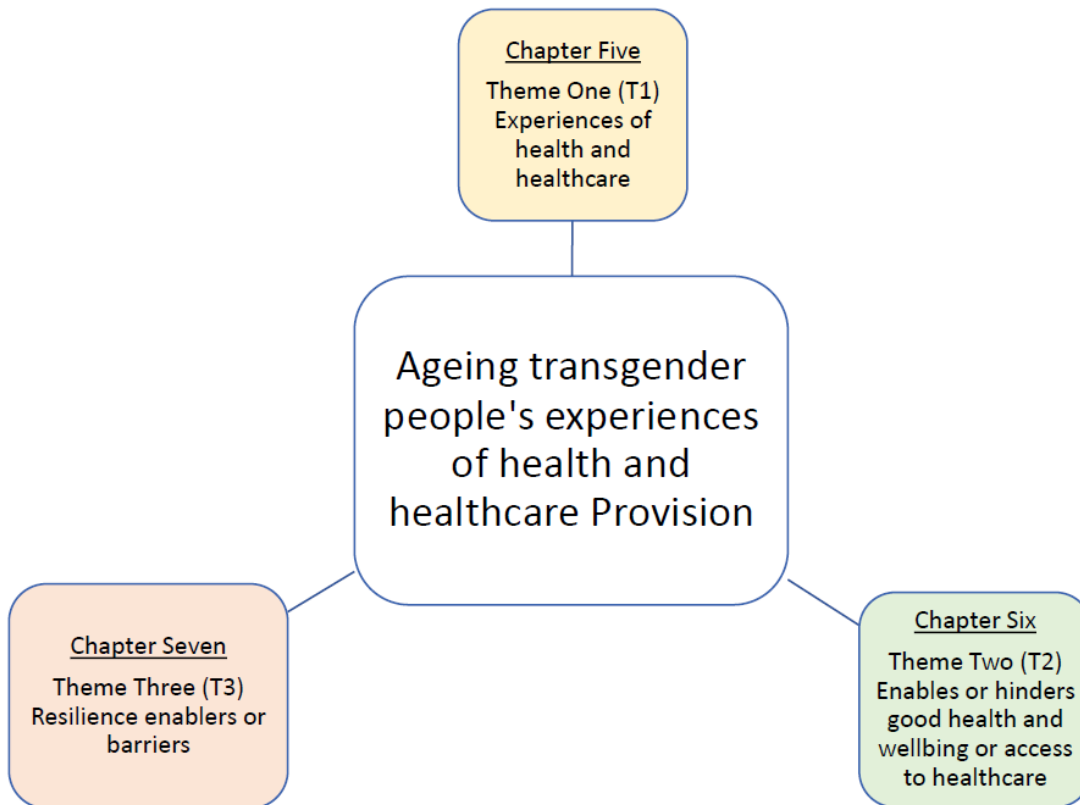 Chapter Five
Theme One (T1)
Experiences of
health and
healthcare
Ageing transgender
people's experiences
of health and
healthcare Provision
Chapter Seven
Theme Three (T3)
Resilience enablers or
barriers
Chapter Six
Theme Two (T2)
Enables or hinders
good health and
wellbing or access
to healthcare